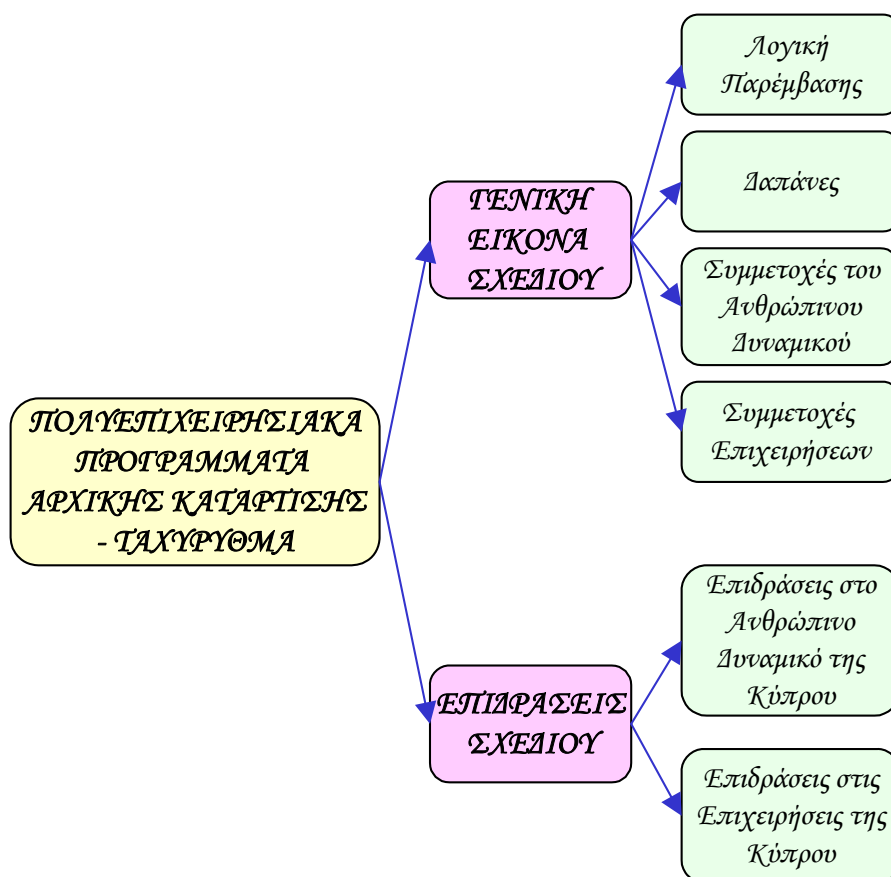 Λογική
Παρέμβασης
Δαπάνες
ΓΕΝΙΚΗ
ΕΙΚΟΝΑ
ΣΧΕΔΙΟΥ
Συμμετοχές του
Ανθρώπινου
Δυναμικού
Συμμετοχές
Επιχειρήσεων
ΠΟΛΥΕΠΙΧΕΙΡΗΣΙΑΚΑ
ΠΡΟΓΡΑΜΜΑΤΑ
ΑΡΧΙΚΗΣ ΚΑΤΑΡΤΙΣΗΣ
- ΤΑΧΥΡΥΘΜΑ
Επιδράσεις στο
Ανθρώπινο
Δυναμικό της
Κύπρου
ΕΠΙΔΡΑΣΕΙΣ
ΣΧΕΔΙΟΥ
Επιδράσεις στις
Επιχειρήσεις της
Κύπρου